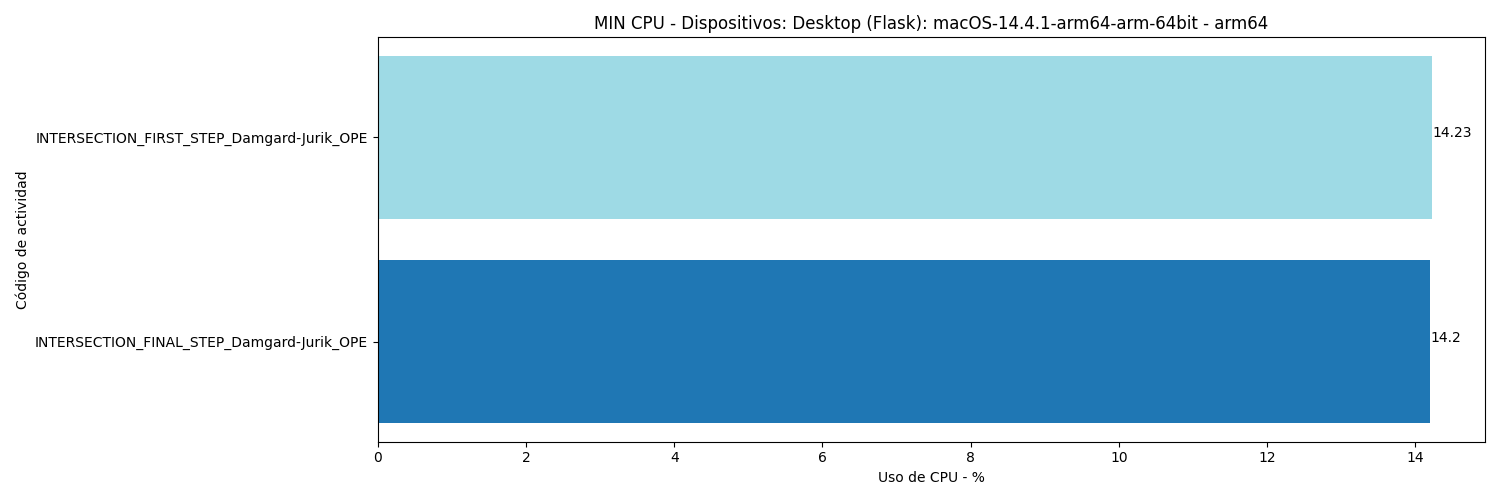 MIN CPU - Dispositivos: Desktop (Flask): macOS-14.4.1-arm64-arm-64bit - arm64
Código de actividad
INTERSECTION_FIRST_STEP_Damgard-Jurik_OPE
14.23
INTERSECTION_FINAL_STEP_Damgard-Jurik_OPE
14.2
0 2 4 6 8 10 12 14
Uso de CPU - %